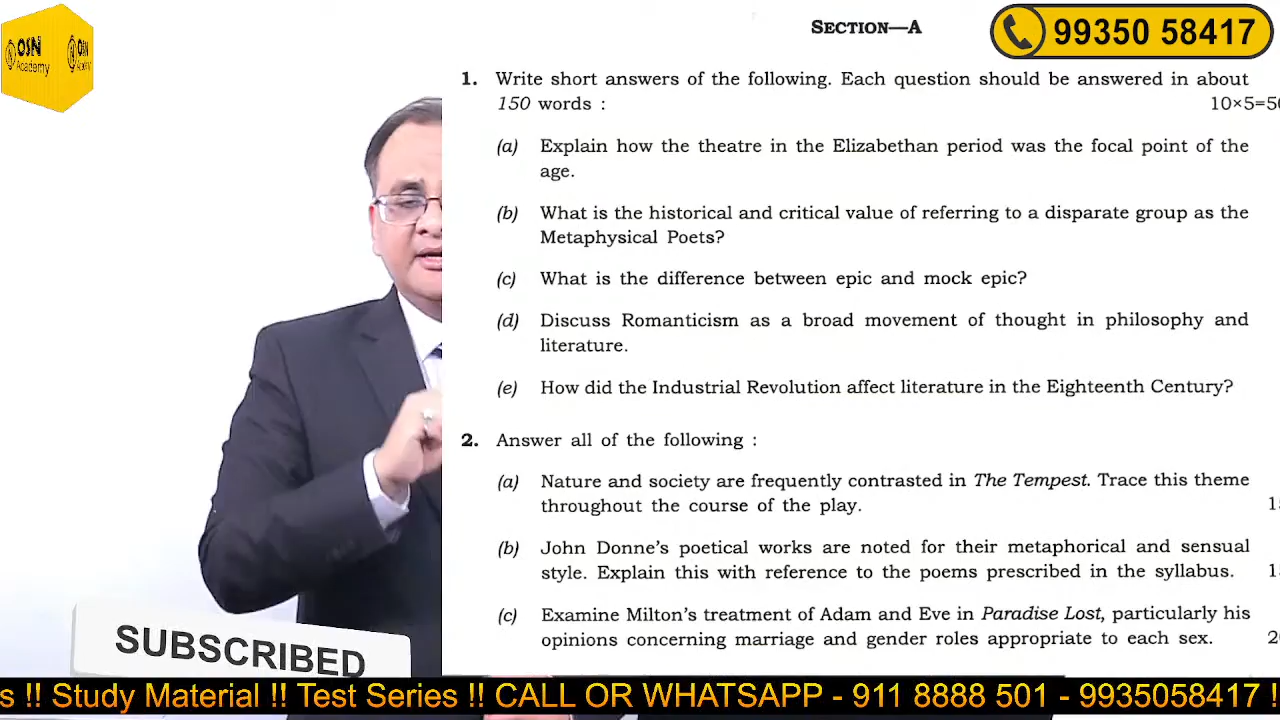 OSN
Academy
SECTION—A
99350 58417
1. Write short answers of the following. Each question should be answered in about
150 words : 10×5=50
(a) Explain how the theatre in the Elizabethan period was the focal point of the
age.
(b) What is the historical and critical value of referring to a disparate group as the
Metaphysical Poets?
(c) What is the difference between epic and mock epic?
(d) Discuss Romanticism as a broad movement of thought in philosophy and
literature.
(e) How did the Industrial Revolution affect literature in the Eighteenth Century?
2. Answer all of the following :
(a) Nature and society are frequently contrasted in The Tempest. Trace this theme
throughout the course of the play.
(b) John Donne's poetical works are noted for their metaphorical and sensual
style. Explain this with reference to the poems prescribed in the syllabus.
(c) Examine Milton's treatment of Adam and Eve in Paradise Lost, particularly his
opinions concerning marriage and gender roles appropriate to each sex.
SUBSCRIBED
s !! Study Material !! Test Series !! CALL OR WHATSAPP - 911 8888 501 - 9935058417 !